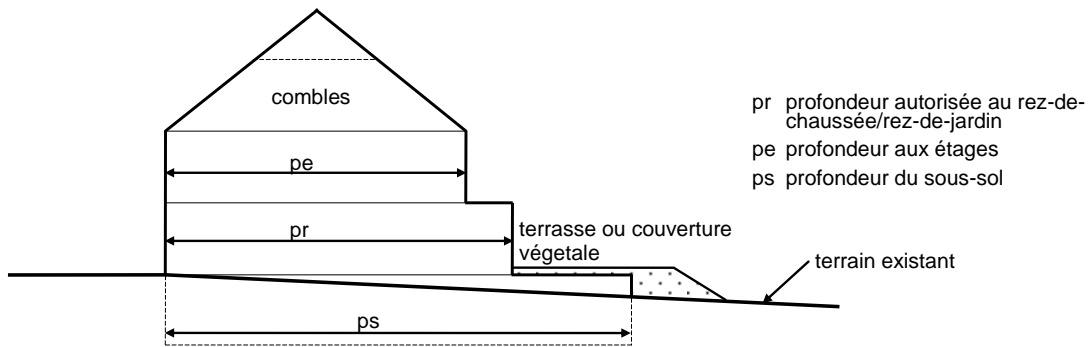 combles
pe
pr
terrasse ou couverture
végetale
ps
terrain existant
pr profondeur autorisée au rez-de-
chaussée/rez-de-jardin
pe profondeur aux étages
ps profondeur du sous-sol